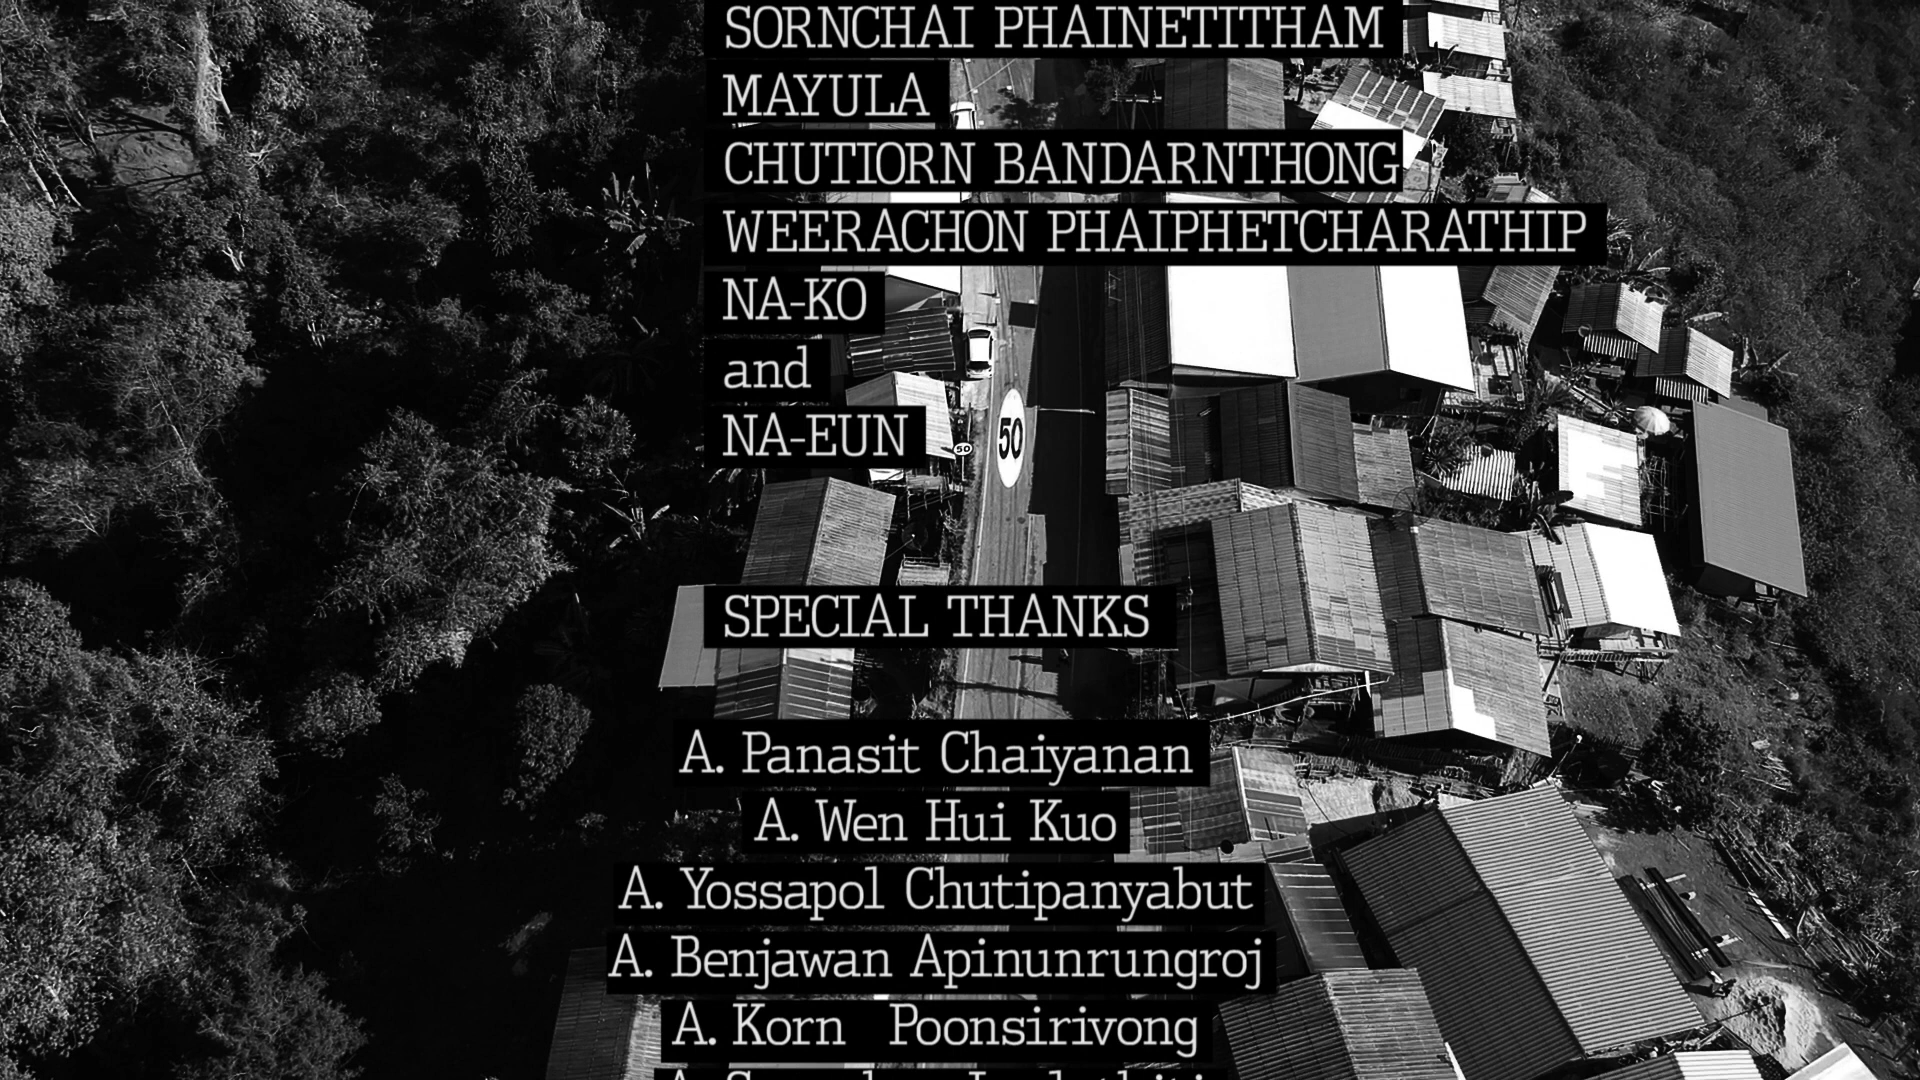 SORNCHAI PHAINETITHAM
MAYULA
CHUTIORN BANDARNTHONG
WEERACHON PHAIPHETCHARATHIP
NA-KO
and
NA-EUN
50
50
SPECIAL THANKS
A. Panasit Chaiyanan
A. Wen Hui Kuo
A. Yossapol Chutipanyabut
A. Benjawan Apinunrungroj
A. Korn Poonsirivong